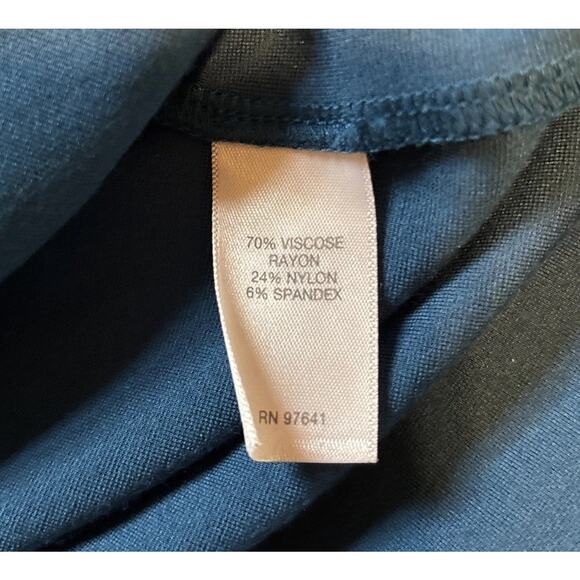 70% VISCOSE
RAYON
24% NYLON
6% SPANDEX
RN 97641